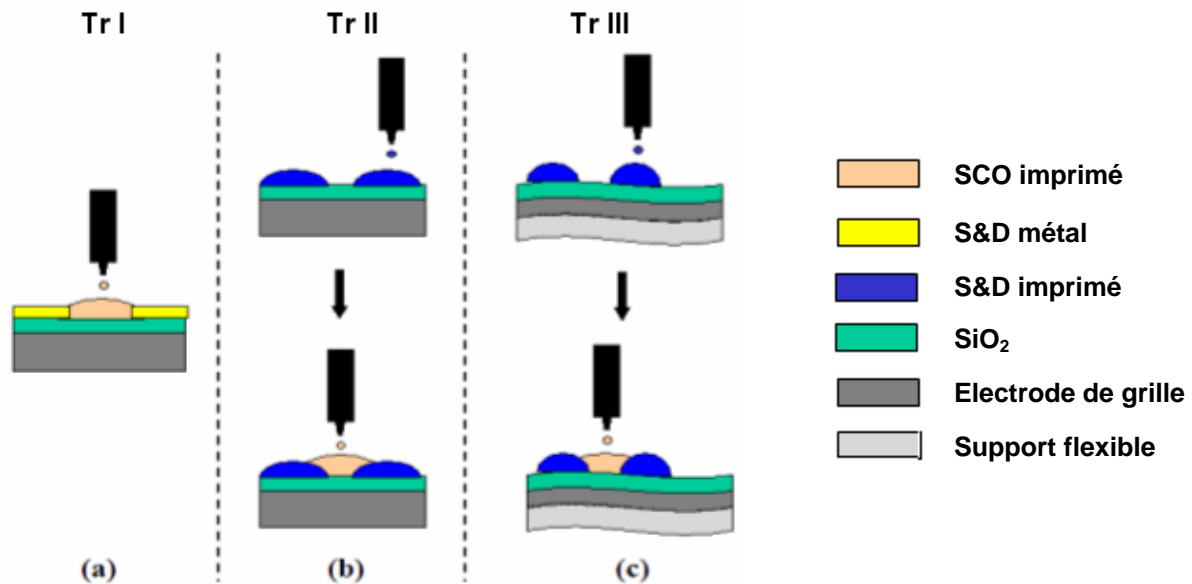 Tr I
Tr II
Tr III
SCO imprimé
S&D métal
S&D imprimé
SiO₂
Electrode de grille
Support flexible
(a)
(b)
(c)